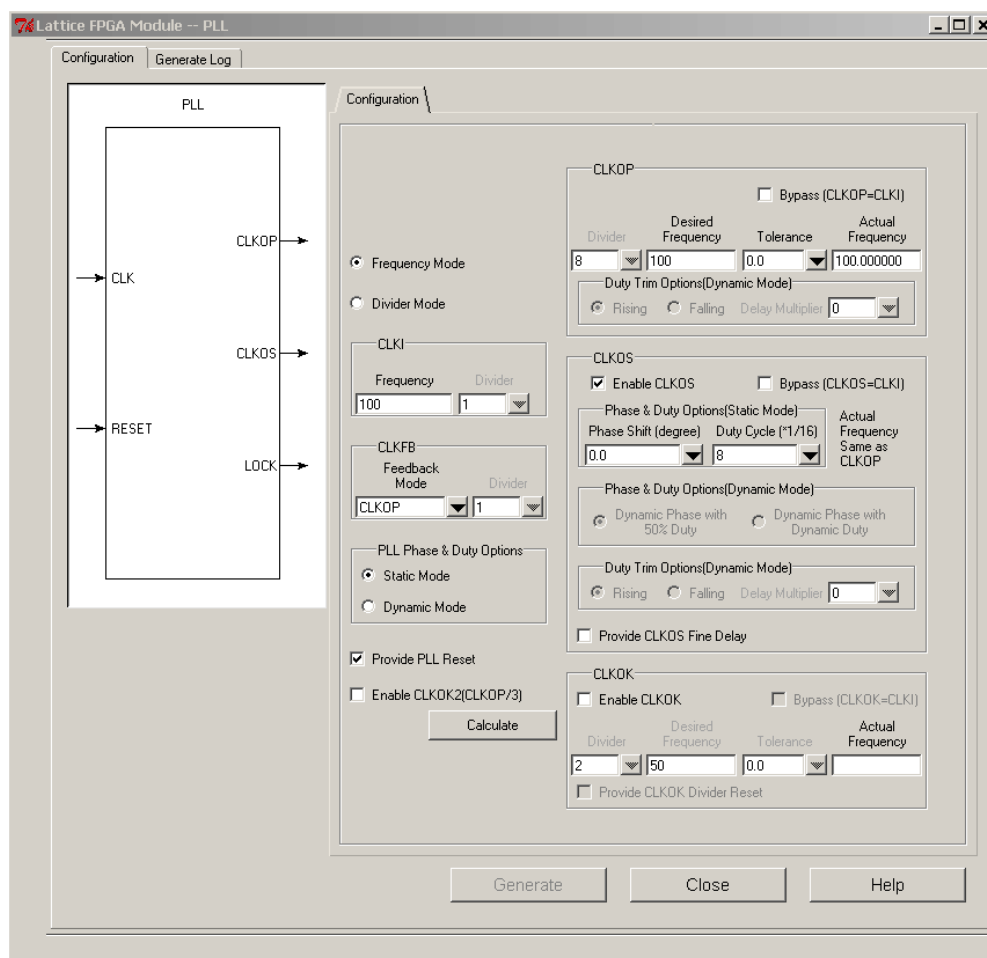 Lattice FPGA Module -- PLL
Configuration Generate Log
PLL
CLK
RESET
CLKOP
CLKOS
LOCK
Configuration
Frequency Mode
Divider Mode
CLKI
Frequency Divider
100 1
CLKFB
Feedback
Mode Divider
CLKOP 1
PLL Phase & Duty Options
Static Mode
Dynamic Mode
Provide PLL Reset
Enable CLKOK2(CLKOP/3)
Calculate
CLKOP
Bypass (CLKOP=CLKI)
Divider Desired Frequency Tolerance Actual Frequency
8 100 0.0 100.000000
Duty Trim Options(Dynamic Mode)
Rising Falling Delay Multiplier 0
CLKOS
Enable CLKOS Bypass (CLKOS=CLKI)
Phase & Duty Options(Static Mode)
Phase Shift (degree) Duty Cycle (*1/16)
0.0 8
Actual
Frequency
Same as
CLKOP
Phase & Duty Options(Dynamic Mode)
Dynamic Phase with 50% Duty
Dynamic Phase with Dynamic Duty
Duty Trim Options(Dynamic Mode)
Rising Falling Delay Multiplier 0
Provide CLKOS Fine Delay
CLKOK
Enable CLKOK Bypass (CLKOK=CLKI)
Divider Desired Frequency Tolerance Actual Frequency
2 50 0.0
Provide CLKOK Divider Reset
Generate Close Help